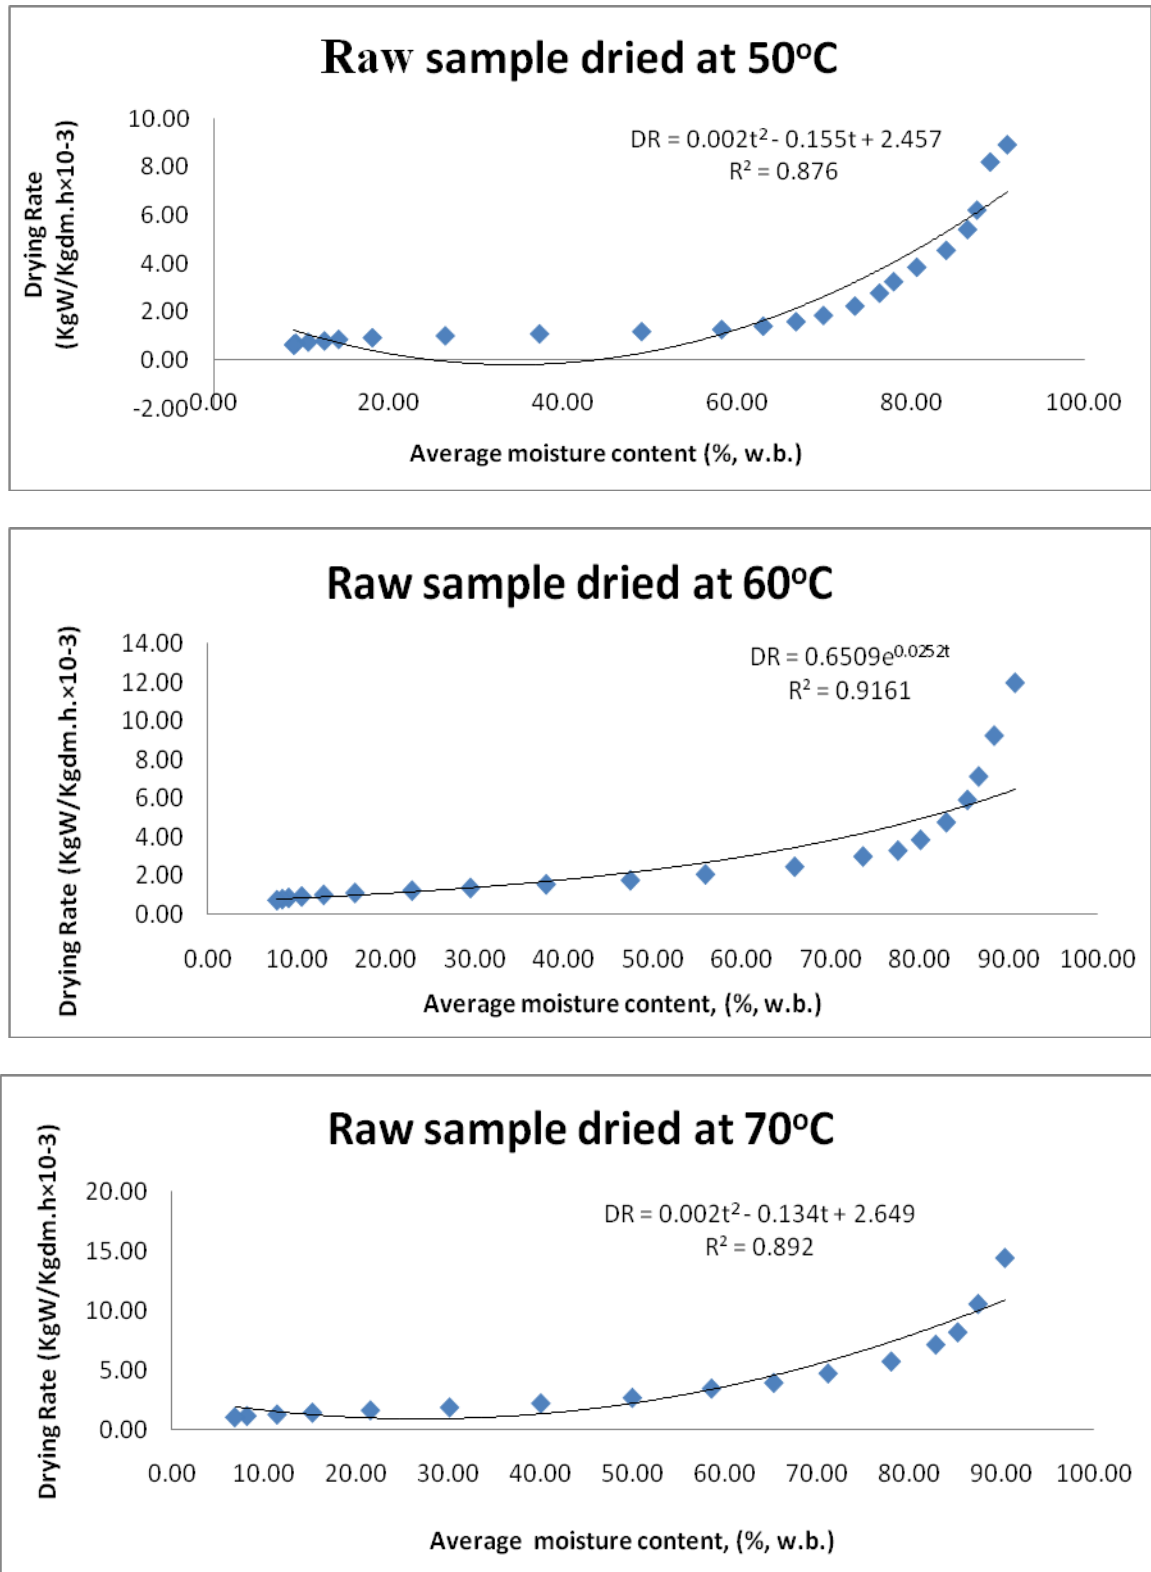 Raw sample dried at 50°C
Drying Rate
(KgW/Kgdm.h×10-3)
10.00
8.00
6.00
4.00
2.00
0.00
-2.00
DR = 0.002t² - 0.155t + 2.457
R² = 0.876
0.00 20.00 40.00 60.00 80.00 100.00
Average moisture content (%, w.b.)
Raw sample dried at 60°C
Drying Rate (KgW/Kgdm.h.×10-3)
14.00
12.00
10.00
8.00
6.00
4.00
2.00
0.00
DR = 0.6509e^0.0252t
R² = 0.9161
0.00 10.00 20.00 30.00 40.00 50.00 60.00 70.00 80.00 90.00 100.00
Average moisture content, (%, w.b.)
Raw sample dried at 70°C
Drying Rate (KgW/Kgdm.h×10-3)
20.00
15.00
10.00
5.00
0.00
DR = 0.002t² - 0.134t + 2.649
R² = 0.892
0.00 10.00 20.00 30.00 40.00 50.00 60.00 70.00 80.00 90.00 100.00
Average moisture content, (%, w.b.)